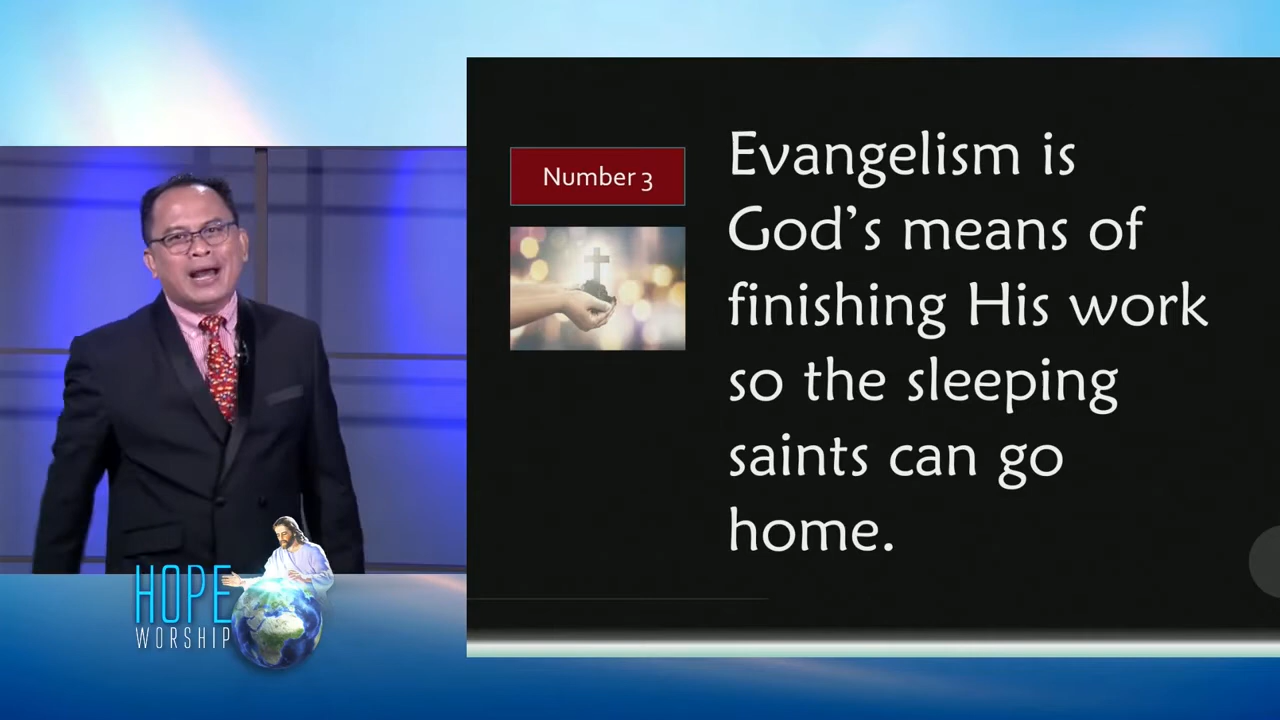 Number 3
Evangelism is
God's means of
finishing His work
so the sleeping
saints can go
home.
HOPE
WORSHIP